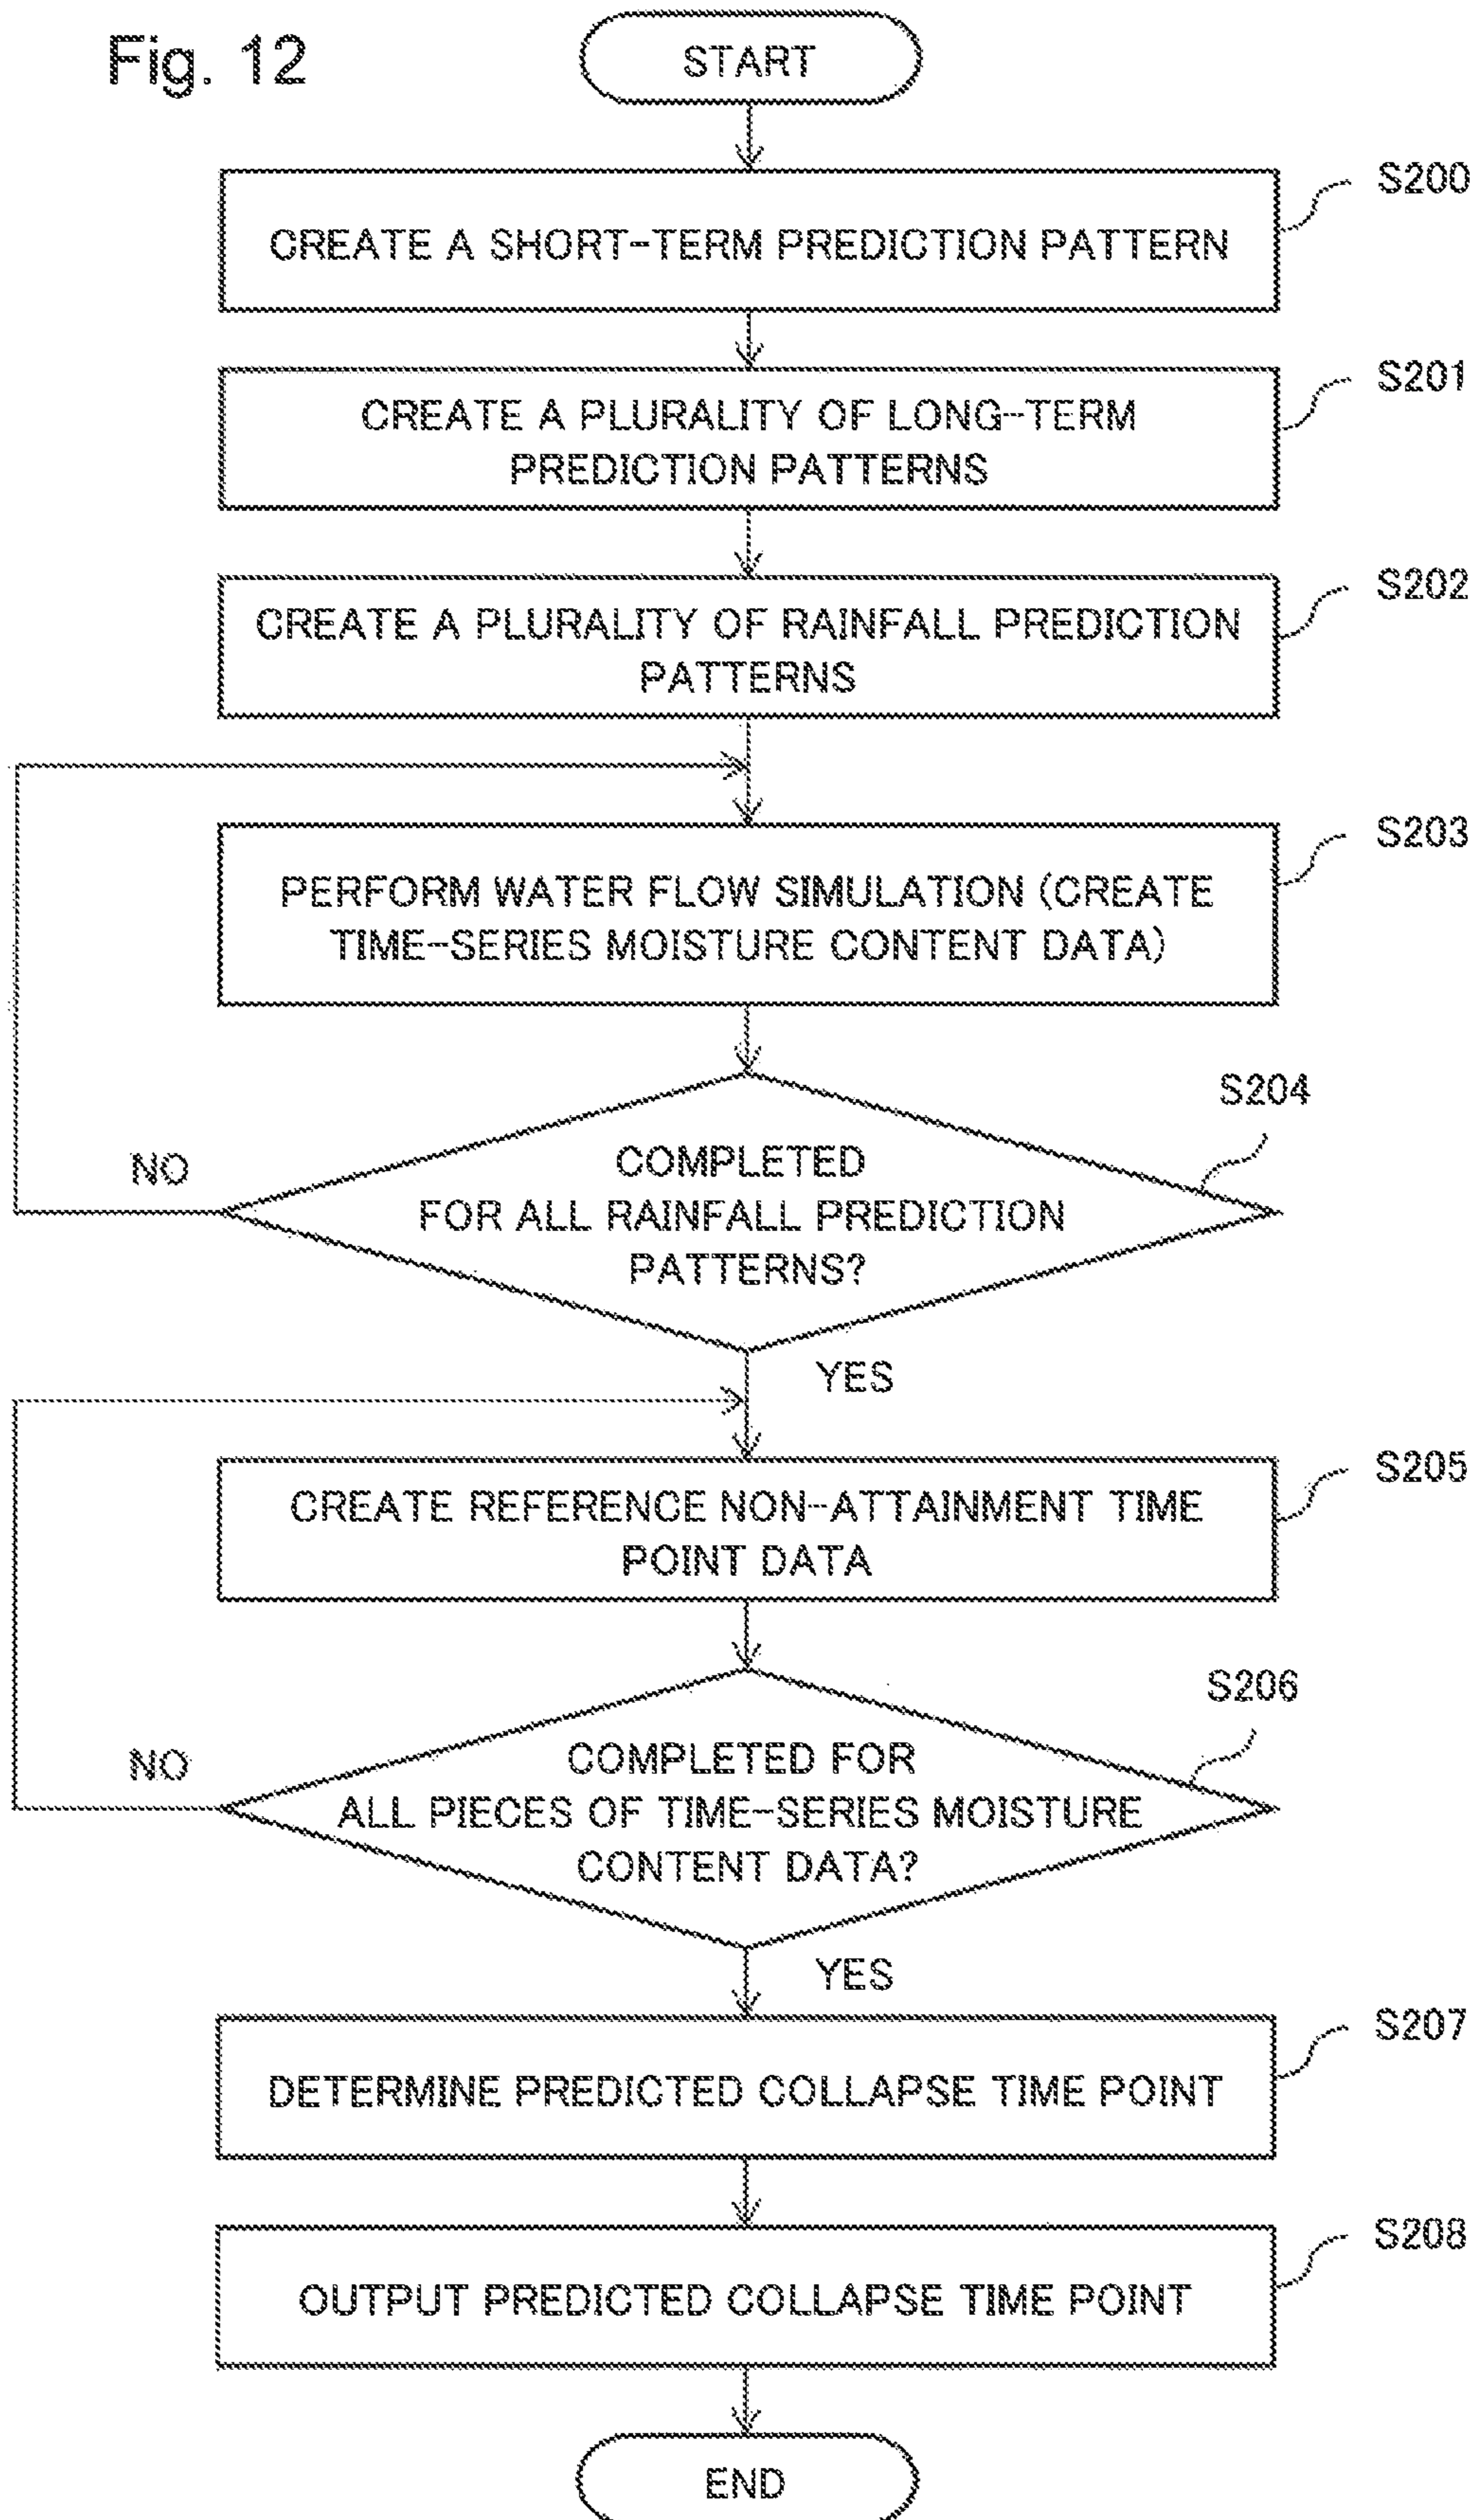 Fig. 12
START
S200
CREATE A SHORT-TERM PREDICTION PATTERN
S201
CREATE A PLURALITY OF LONG-TERM
PREDICTION PATTERNS
S202
CREATE A PLURALITY OF RAINFALL PREDICTION
PATTERNS
S203
PERFORM WATER FLOW SIMULATION (CREATE
TIME-SERIES MOISTURE CONTENT DATA)
S204
NO
COMPLETED
FOR ALL RAINFALL PREDICTION
PATTERNS?
YES
S205
CREATE REFERENCE NON-ATTAINMENT TIME
POINT DATA
S206
NO
COMPLETED FOR
ALL PIECES OF TIME-SERIES MOISTURE
CONTENT DATA?
YES
S207
DETERMINE PREDICTED COLLAPSE TIME POINT
S208
OUTPUT PREDICTED COLLAPSE TIME POINT
END